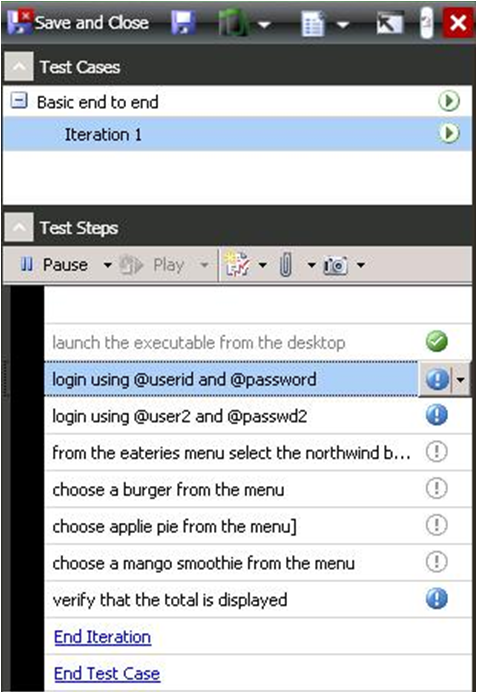 Save and Close
Test Cases
Basic end to end
Iteration 1
Test Steps
Pause Play
launch the executable from the desktop
login using @userid and @password
login using @user2 and @passwd2
from the eateries menu select the northwind b...
choose a burger from the menu
choose applie pie from the menu]
choose a mango smoothie from the menu
verify that the total is displayed
End Iteration
End Test Case